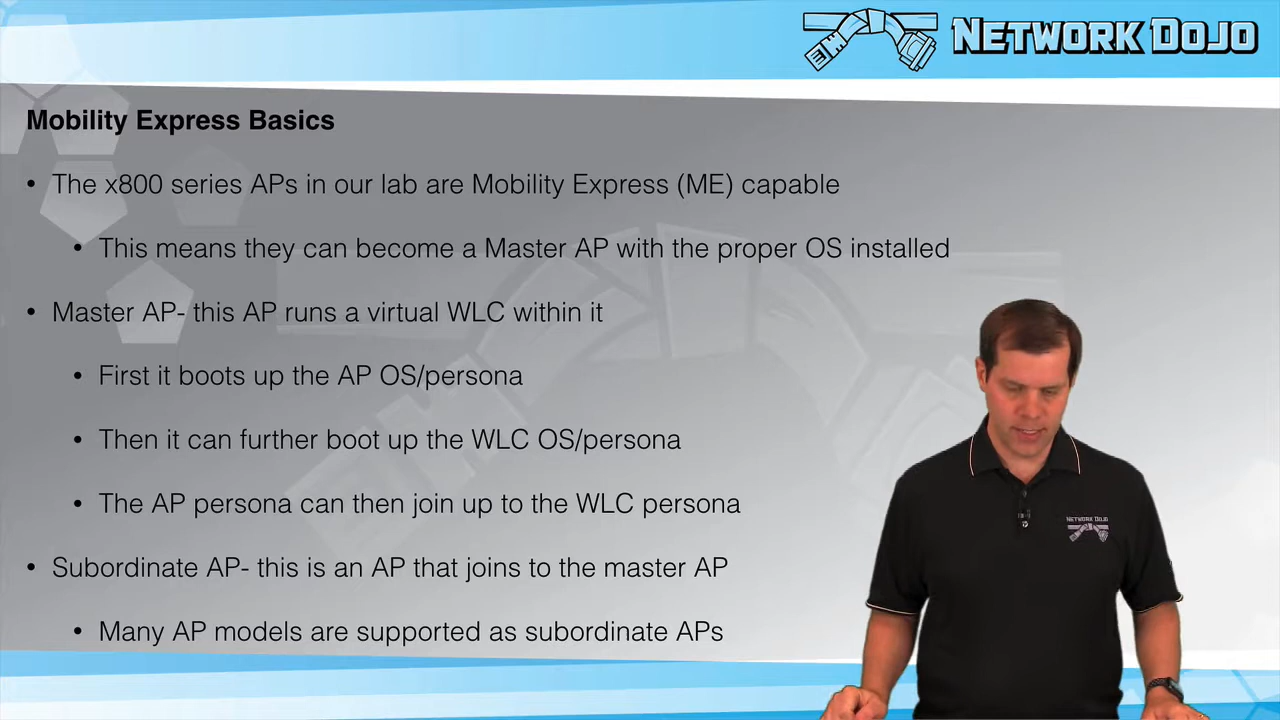 NETWORK DOJO
Mobility Express Basics
• The x800 series APs in our lab are Mobility Express (ME) capable
• This means they can become a Master AP with the proper OS installed
• Master AP- this AP runs a virtual WLC within it
• First it boots up the AP OS/persona
• Then it can further boot up the WLC OS/persona
• The AP persona can then join up to the WLC persona
• Subordinate AP- this is an AP that joins to the master AP
• Many AP models are supported as subordinate APs
NETWORK DOJO